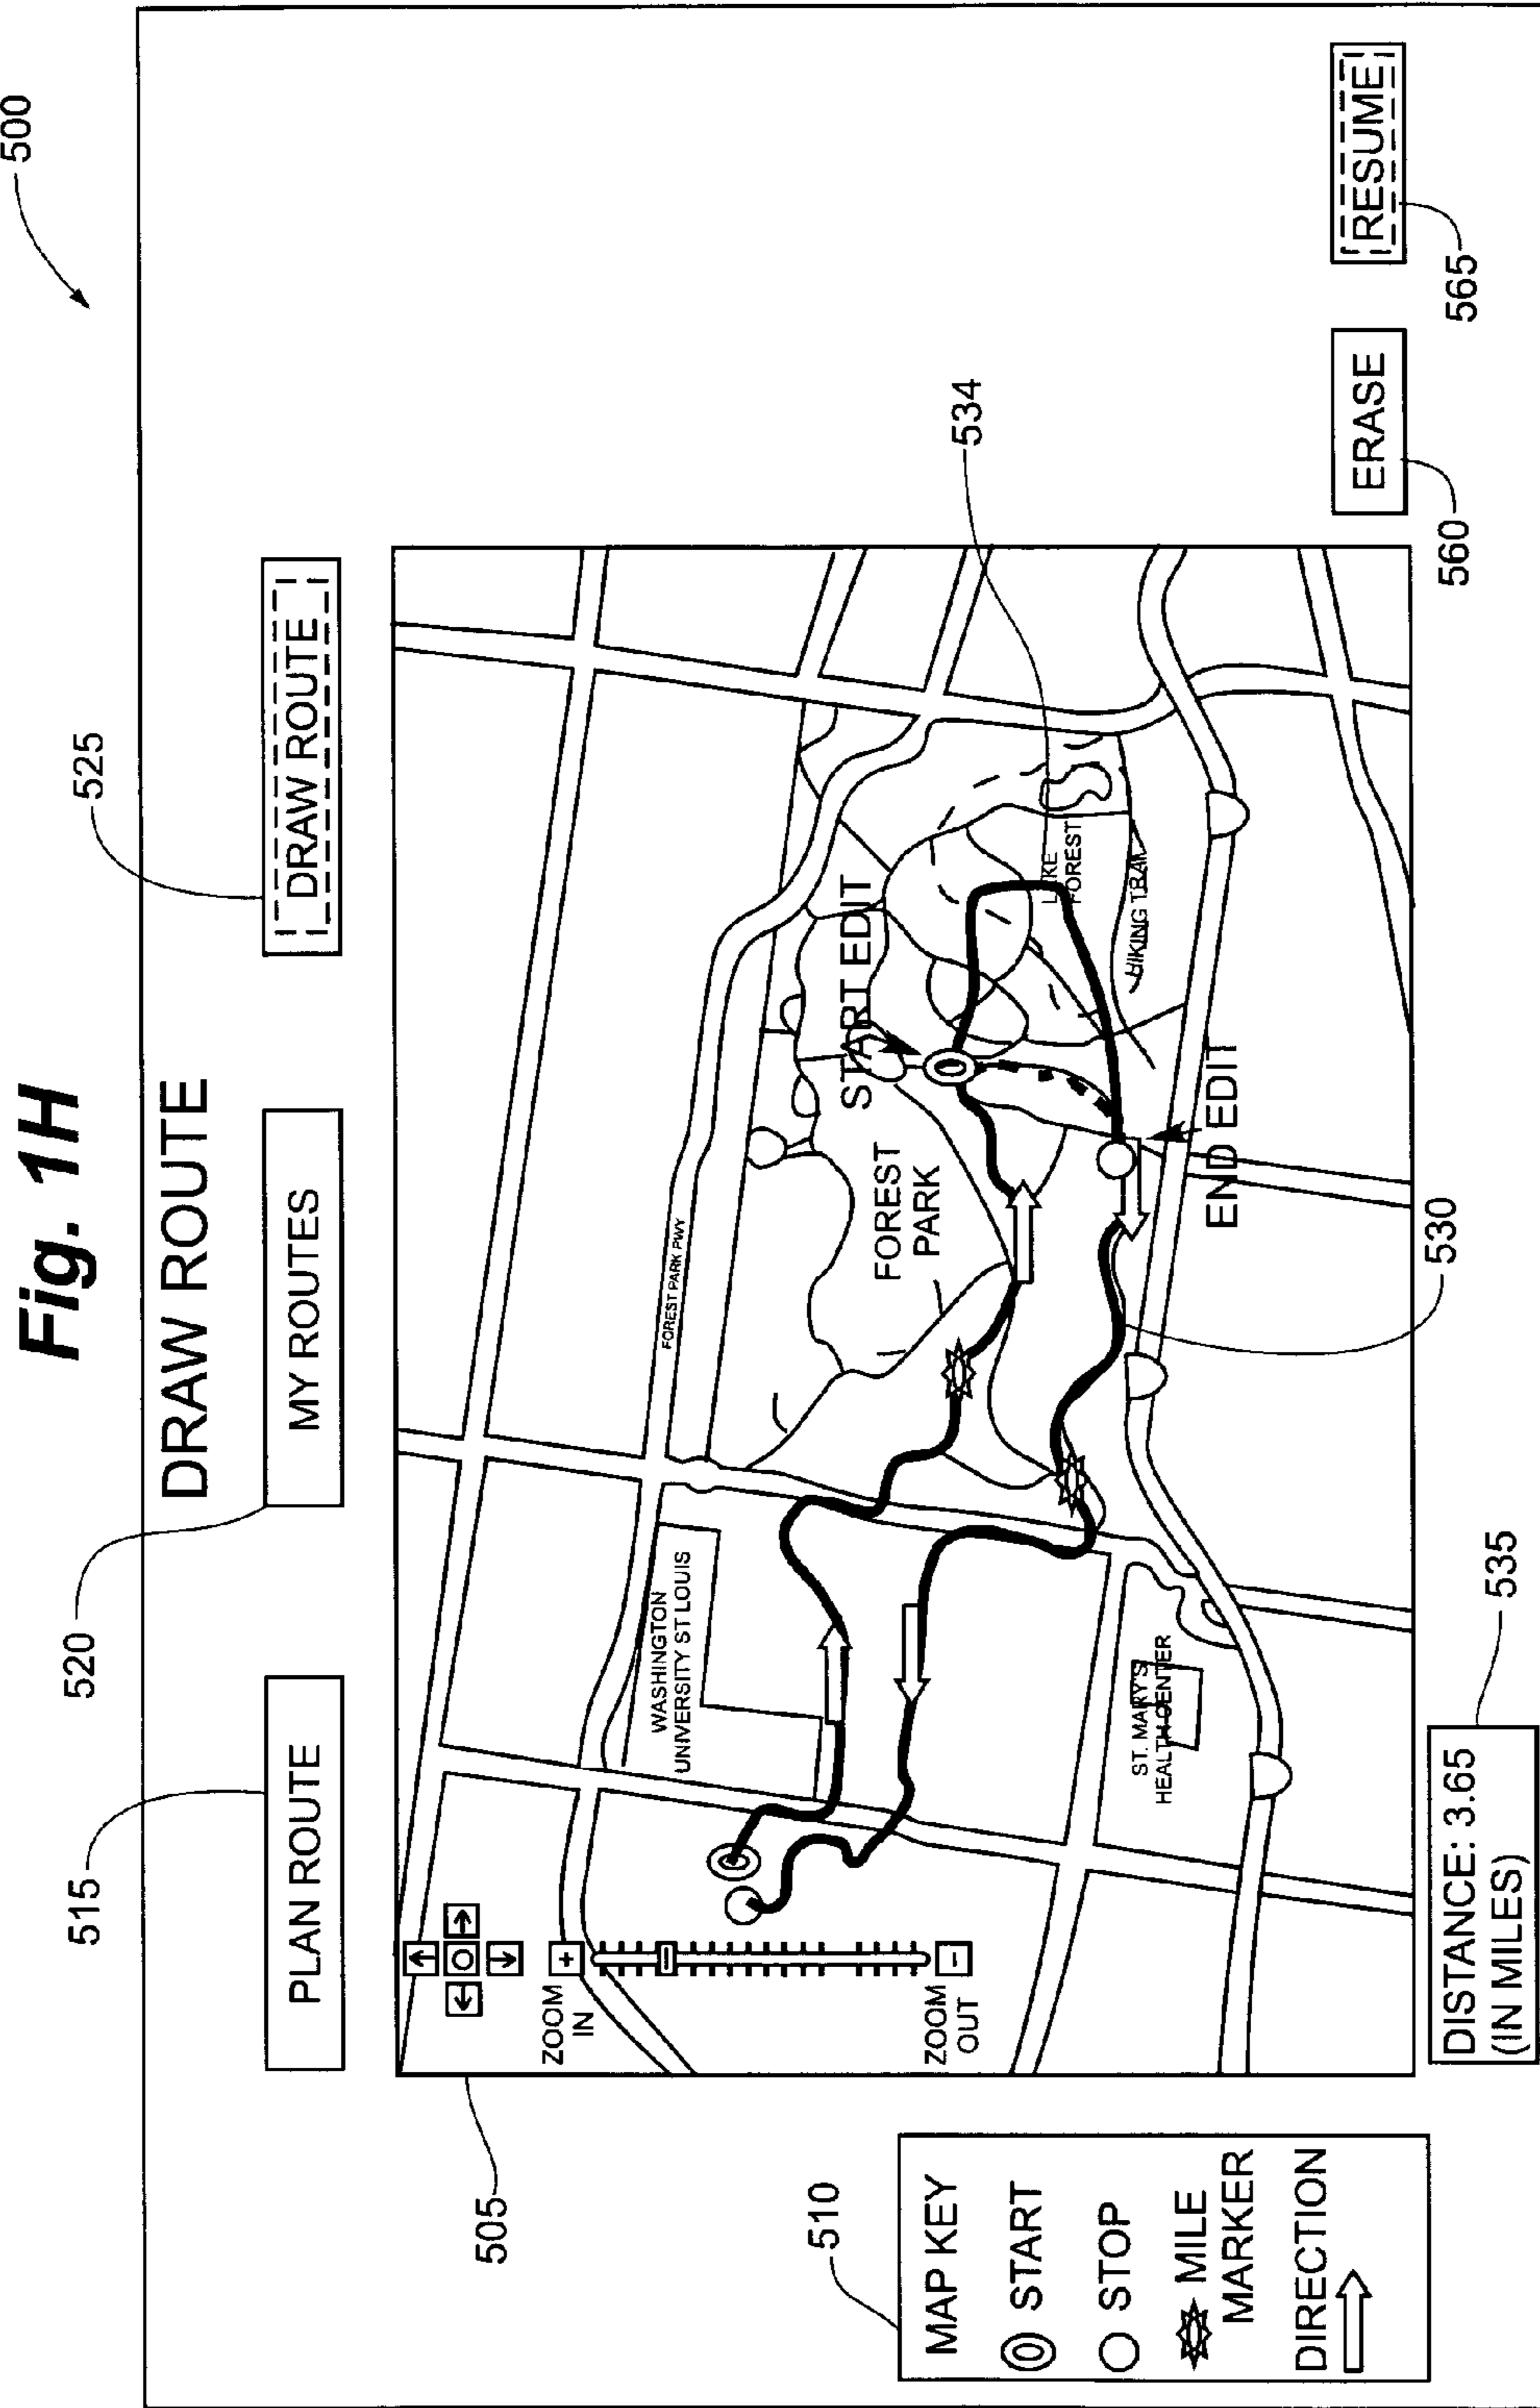 Fig. 1H
500
DRAW ROUTE
515
520
525
PLAN ROUTE
MY ROUTES
DRAW ROUTE
505
ZOOM
IN
ZOOM
OUT
WASHINGTON
UNIVERSITY ST LOUIS
FOREST PARK PWY
FOREST
PARK
START EDIT
LAKE
FOREST
HIKING TRAIL
534
ST. MARY'S
HEALTH CENTER
END EDIT
530
510
MAP KEY
START
STOP
MILE
MARKER
DIRECTION
DISTANCE: 3.65
(IN MILES)
535
ERASE
RESUME
560
565